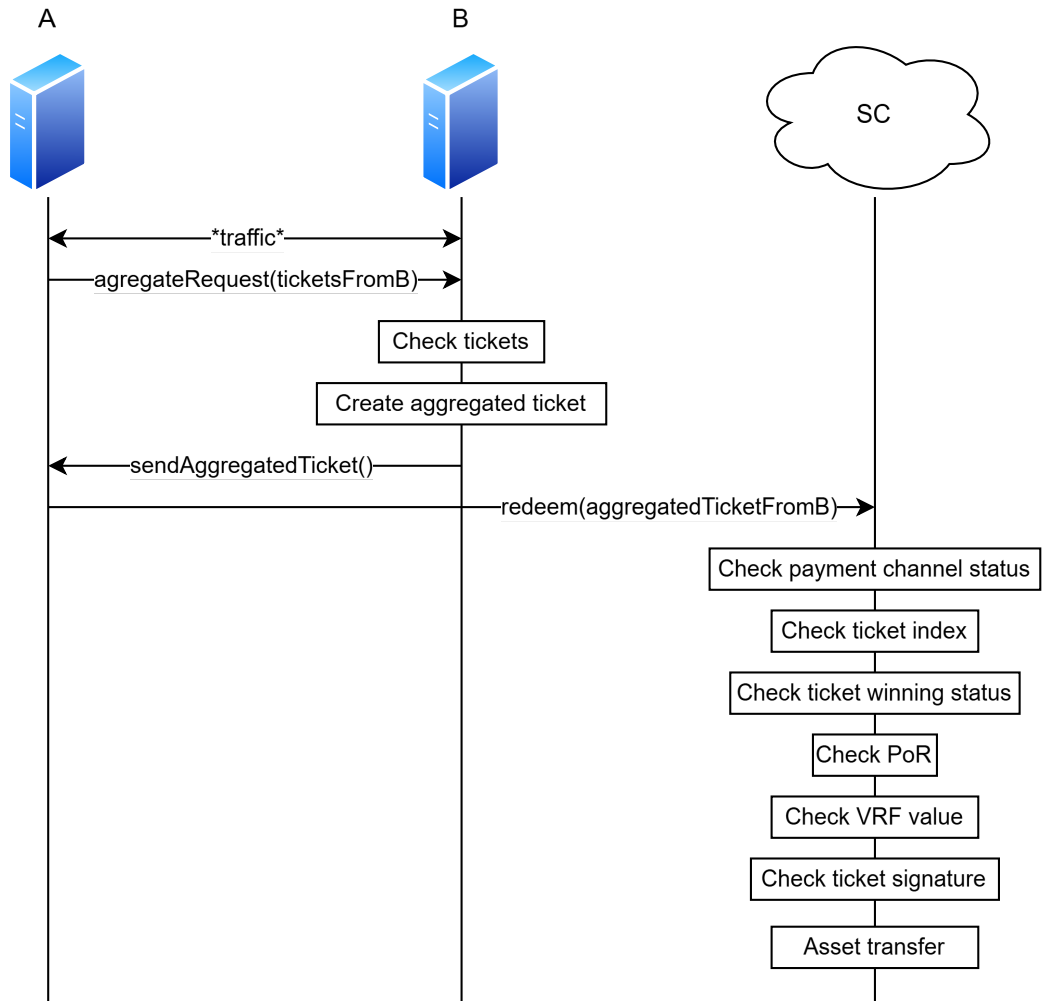 A
B
SC
*traffic*
agregateRequest(ticketsFromB)
Check tickets
Create aggregated ticket
sendAggregatedTicket()
redeem(aggregatedTicketFromB)
Check payment channel status
Check ticket index
Check ticket winning status
Check PoR
Check VRF value
Check ticket signature
Asset transfer